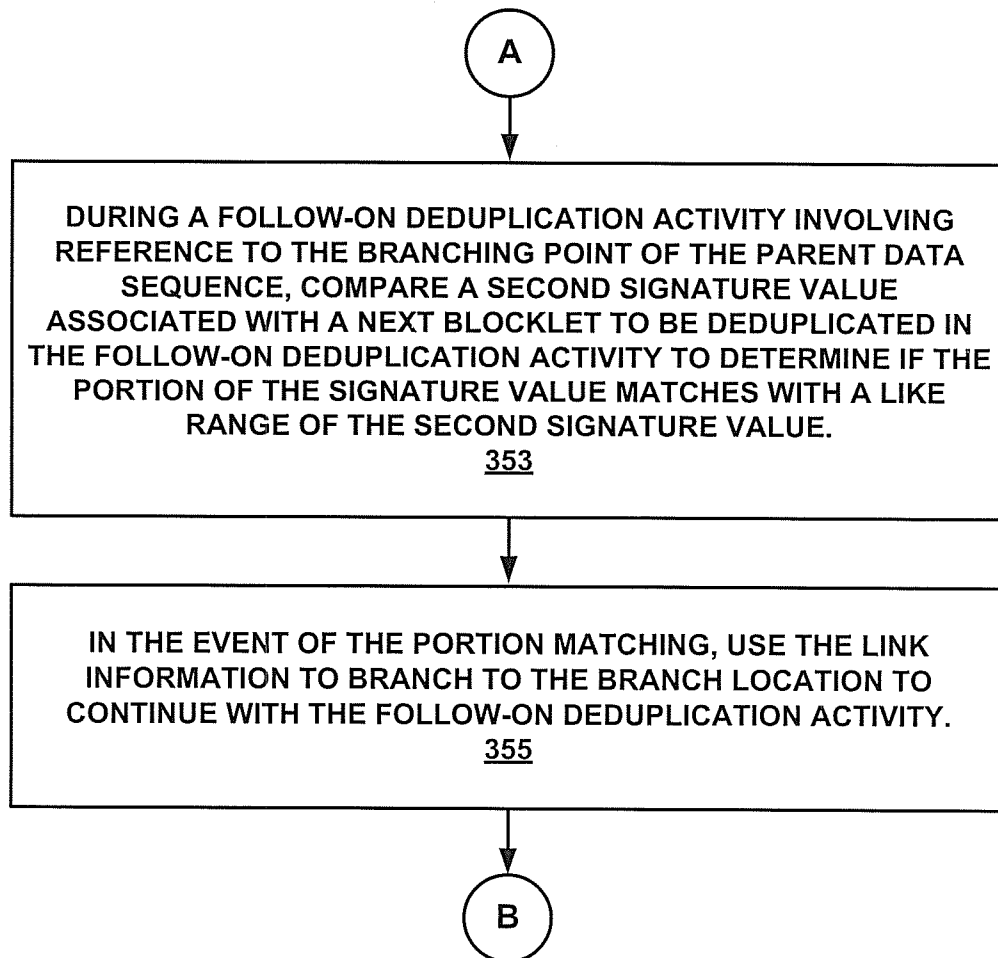 A
DURING A FOLLOW-ON DEDUPLICATION ACTIVITY INVOLVING
REFERENCE TO THE BRANCHING POINT OF THE PARENT DATA
SEQUENCE, COMPARE A SECOND SIGNATURE VALUE
ASSOCIATED WITH A NEXT BLOCKLET TO BE DEDUPLICATED IN
THE FOLLOW-ON DEDUPLICATION ACTIVITY TO DETERMINE IF THE
PORTION OF THE SIGNATURE VALUE MATCHES WITH A LIKE
RANGE OF THE SECOND SIGNATURE VALUE.
353
IN THE EVENT OF THE PORTION MATCHING, USE THE LINK
INFORMATION TO BRANCH TO THE BRANCH LOCATION TO
CONTINUE WITH THE FOLLOW-ON DEDUPLICATION ACTIVITY.
355
B